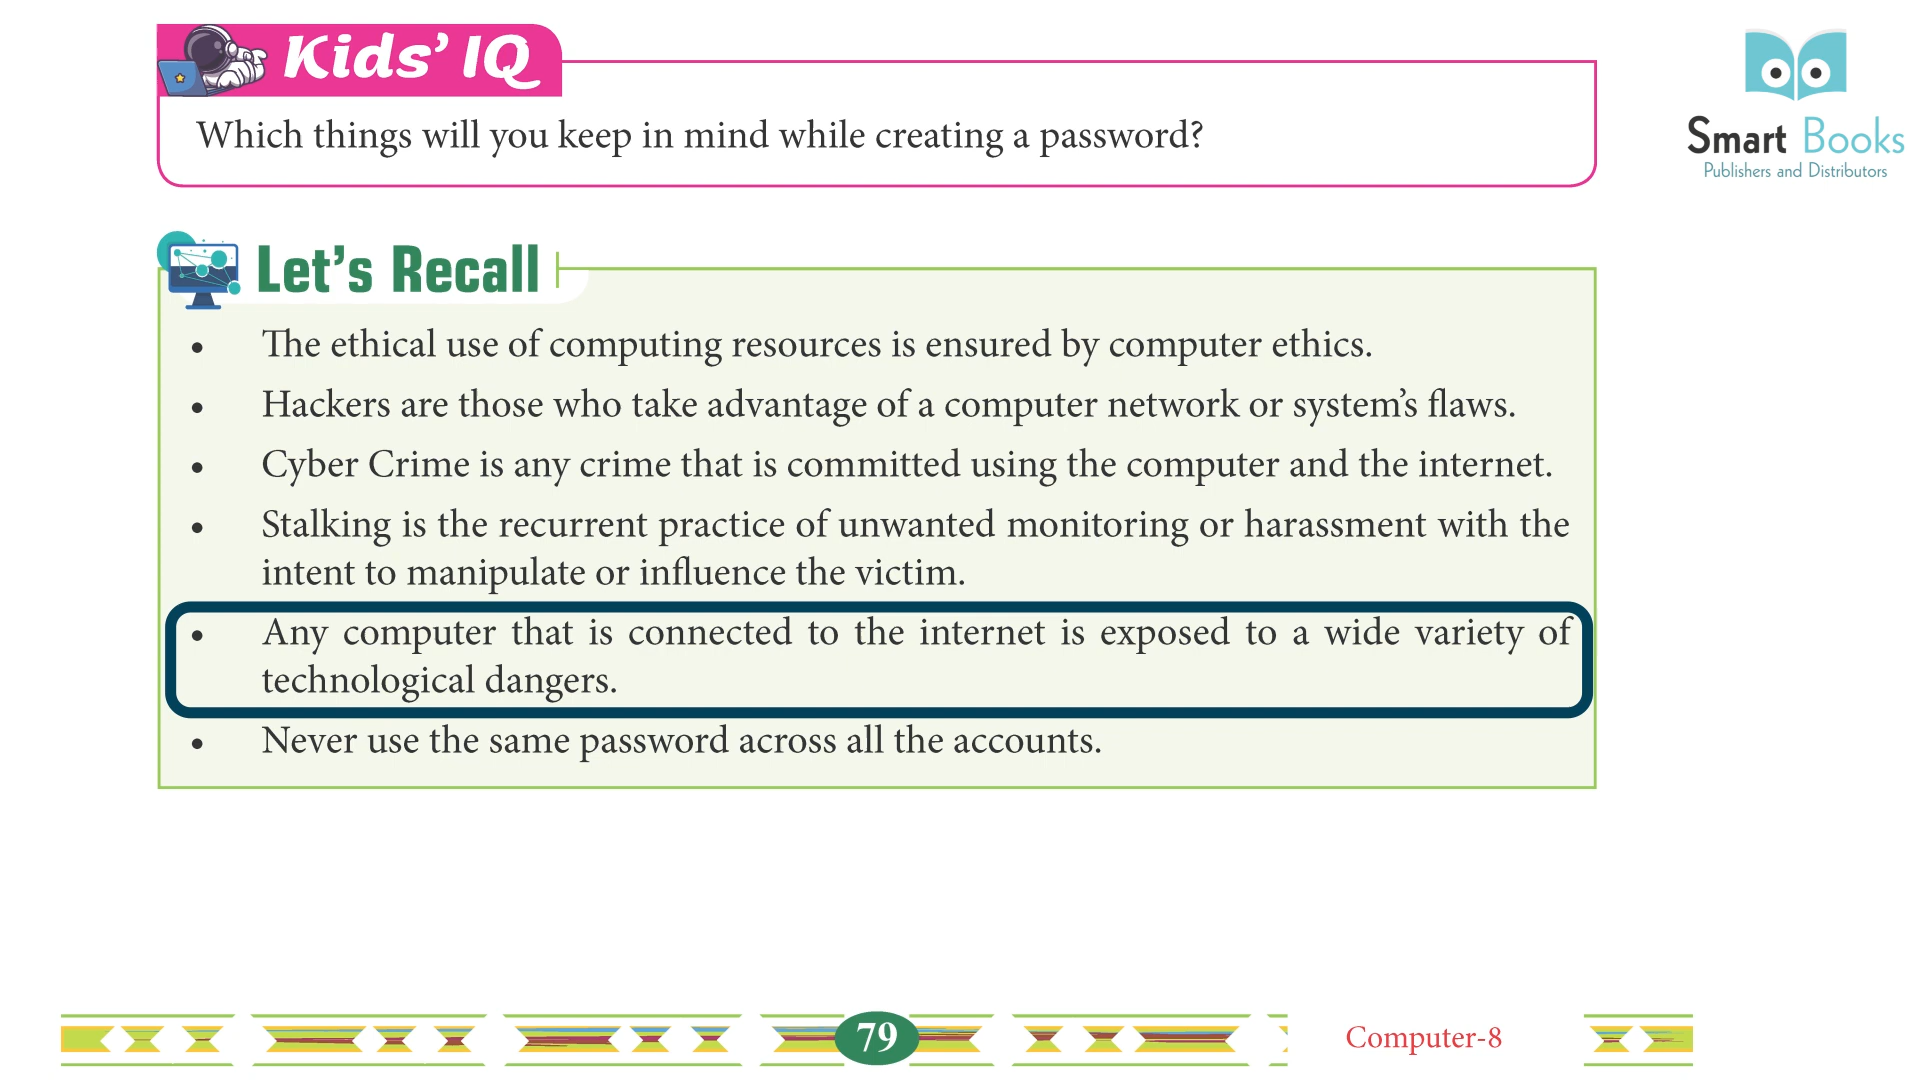 Kids’ IQ
Which things will you keep in mind while creating a password?
Smart Books
Publishers and Distributors
Let’s Recall
• The ethical use of computing resources is ensured by computer ethics.
• Hackers are those who take advantage of a computer network or system’s flaws.
• Cyber Crime is any crime that is committed using the computer and the internet.
• Stalking is the recurrent practice of unwanted monitoring or harassment with the
intent to manipulate or influence the victim.
• Any computer that is connected to the internet is exposed to a wide variety of
technological dangers.
• Never use the same password across all the accounts.
79
Computer-8